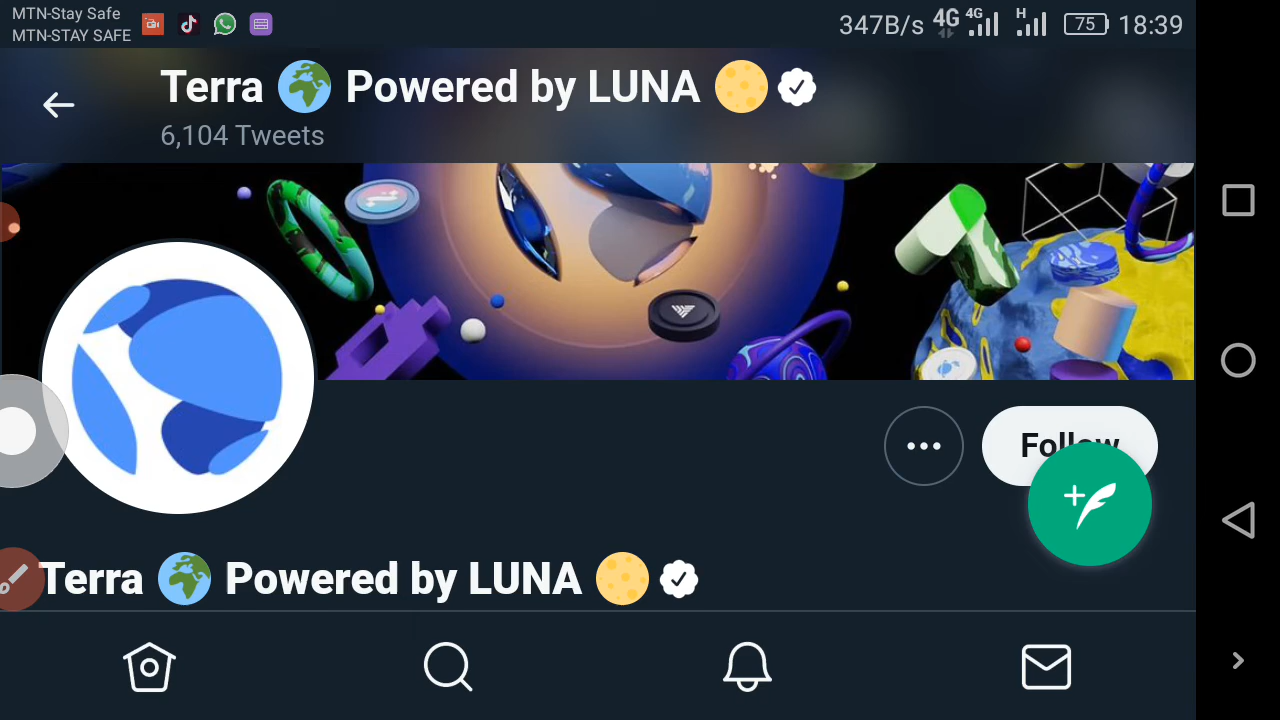 MTN-Stay Safe
MTN-STAY SAFE
347B/s 4G 4G H 75 18:39
Terra 🌍 Powered by LUNA 🌕
6,104 Tweets
Follow
Terra 🌍 Powered by LUNA 🌕